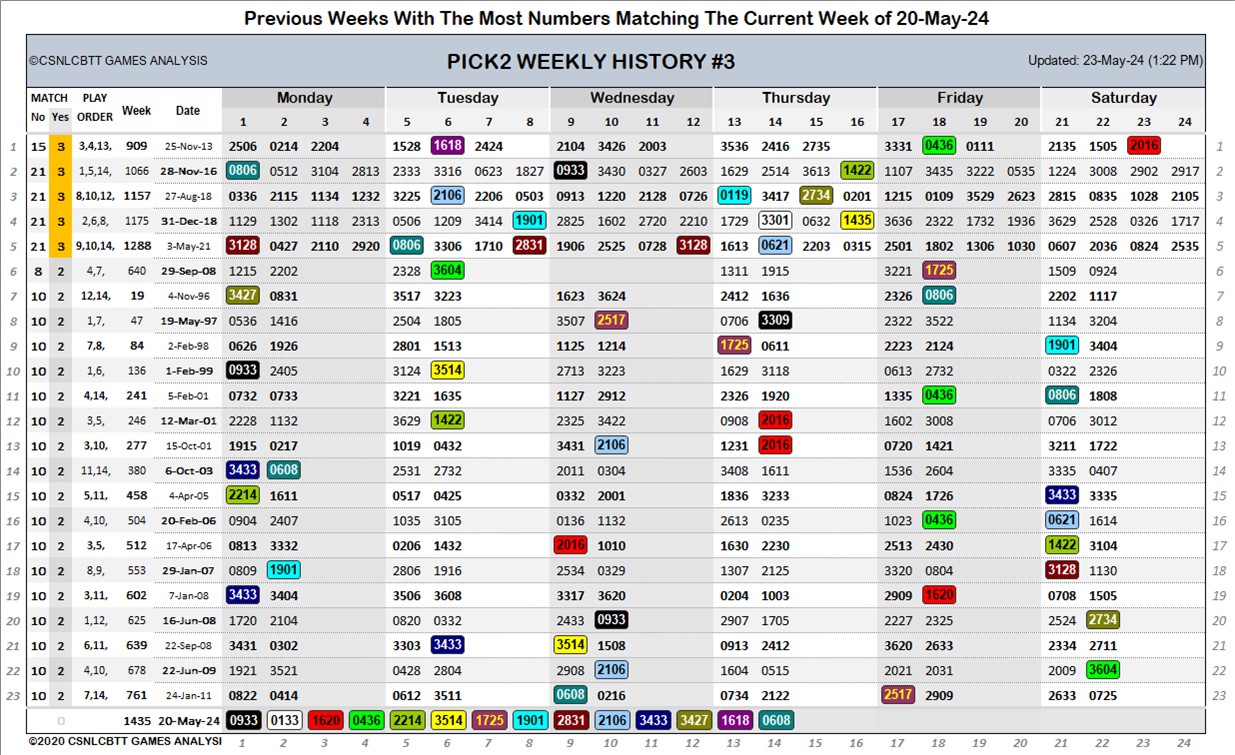 Previous Weeks With The Most Numbers Matching The Current Week of 20-May-24
©CSNLCBTT GAMES ANALYSIS PICK2 WEEKLY HISTORY #3 Updated: 23-May-24 (1:22 PM)
MATCH PLAY Week Date Monday Tuesday Wednesday Thursday Friday Saturday
No Yes ORDER 1 2 3 4 5 6 7 8 9 10 11 12 13 14 15 16 17 18 19 20 21 22 23 24
1 15 3 3,4,13, 909 25-Nov-13 2506 0214 2204 1528 1618 2424 2104 3426 2003 3536 2416 2735 3331 0436 0111 2135 1505 2016 1
2 21 3 1,5,14, 1066 28-Nov-16 0806 0512 3104 2813 2333 3316 0623 1827 0933 3430 0327 2603 1629 2514 3613 1422 1107 3435 3222 0535 1224 3008 2902 2917 2
3 21 3 8,10,12, 1157 27-Aug-18 0336 2115 1134 1232 3235 2106 2206 0503 0913 1220 2128 0726 0119 3417 2734 0201 1215 0109 3529 2623 2815 0835 1028 2105 3
4 21 3 2,6,8, 1175 31-Dec-18 1129 1302 1118 2313 0506 1209 3414 1901 2825 1602 2720 2210 1729 3301 0632 1435 3636 2322 1732 1936 3629 2528 0326 1717 4
5 21 3 9,10,14, 1288 3-May-21 3128 0427 2110 2920 0806 3306 1710 2831 1906 2525 0728 3128 1613 0621 2203 0315 2501 1802 1306 1030 0607 2036 0824 2535 5
6 8 2 4,7, 640 29-Sep-08 1215 2202 2328 3604 1311 1915 3221 1725 1509 0924 6
7 10 2 12,14, 19 4-Nov-96 3427 0831 3517 3223 1623 3624 2412 1636 2326 0806 2202 1117 7
8 10 2 1,7, 47 19-May-97 0536 1416 2504 1805 3507 2517 0706 3309 2322 3522 1134 3204 8
9 10 2 7,8, 84 2-Feb-98 0626 1926 2801 1513 1125 1214 1725 0611 2223 2124 1901 3404 9
10 10 2 1,6, 136 1-Feb-99 0933 2405 3124 3514 2713 3223 1629 3118 0613 2732 0322 2326 10
11 10 2 4,14, 241 5-Feb-01 0732 0733 3221 1635 3127 2912 2326 1920 1335 0436 0806 1808 11
12 10 2 3,5, 246 12-Mar-01 2228 1132 3629 1422 2325 3422 0908 2016 1602 3008 0706 3012 12
13 10 2 3,10, 277 15-Oct-01 1915 0217 1019 0432 3431 2106 1231 2016 0720 1421 3211 1722 13
14 10 2 11,14, 380 6-Oct-03 3433 0608 2531 2732 2011 0304 3408 1611 1536 2604 3335 0407 14
15 10 2 5,11, 458 4-Apr-05 2214 1611 0517 0425 0332 2001 1836 3233 0824 1726 3433 3335 15
16 10 2 4,10, 504 20-Feb-06 0904 2407 1035 3105 0136 1132 2613 0235 1023 0436 0621 1614 16
17 10 2 3,5, 512 17-Apr-06 0813 3332 0206 1432 2016 1010 1630 2230 2513 2430 1422 3104 17
18 10 2 8,9, 553 29-Jan-07 0809 1901 2806 1916 2534 0329 1307 2125 3320 0804 3128 1130 18
19 10 2 3,11, 602 7-Jan-08 3433 3404 3506 3608 3317 3620 0204 1003 2909 1620 0708 1505 19
20 10 2 1,12, 625 16-Jun-08 1720 2104 0820 0332 2433 0933 2907 1705 2227 2325 2524 2734 20
21 10 2 6,11, 639 22-Sep-08 3431 0302 3303 3433 3514 1508 0913 2412 3620 2633 2334 2711 21
22 10 2 4,10, 678 22-Jun-09 1921 3521 0428 2804 2908 2106 1604 0515 2021 2031 2009 3604 22
23 10 2 7,14, 761 24-Jan-11 0822 0414 0612 3511 0608 0216 0734 2122 2517 2909 2633 0725 23
0 1435 20-May-24 0933 0133 1620 0436 2214 3514 1725 1901 2831 2106 3433 3427 1618 0608
©2020 CSNLCBTT GAMES ANALYSI 1 2 3 4 5 6 7 8 9 10 11 12 13 14 15 16 17 18 19 20 21 22 23 24